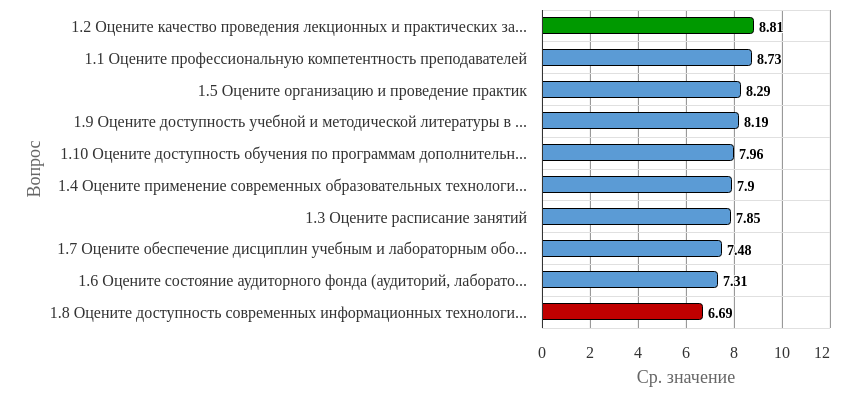 1.2 Оцените качество проведения лекционных и практических за... 8.81
1.1 Оцените профессиональную компетентность преподавателей 8.73
1.5 Оцените организацию и проведение практик 8.29
1.9 Оцените доступность учебной и методической литературы в ... 8.19
1.10 Оцените доступность обучения по программам дополнительн... 7.96
1.4 Оцените применение современных образовательных технологи... 7.9
1.3 Оцените расписание занятий 7.85
1.7 Оцените обеспечение дисциплин учебным и лабораторным обо... 7.48
1.6 Оцените состояние аудиторного фонда (аудиторий, лаборато... 7.31
1.8 Оцените доступность современных информационных технологи... 6.69
Вопрос
0 2 4 6 8 10 12
Ср. значение